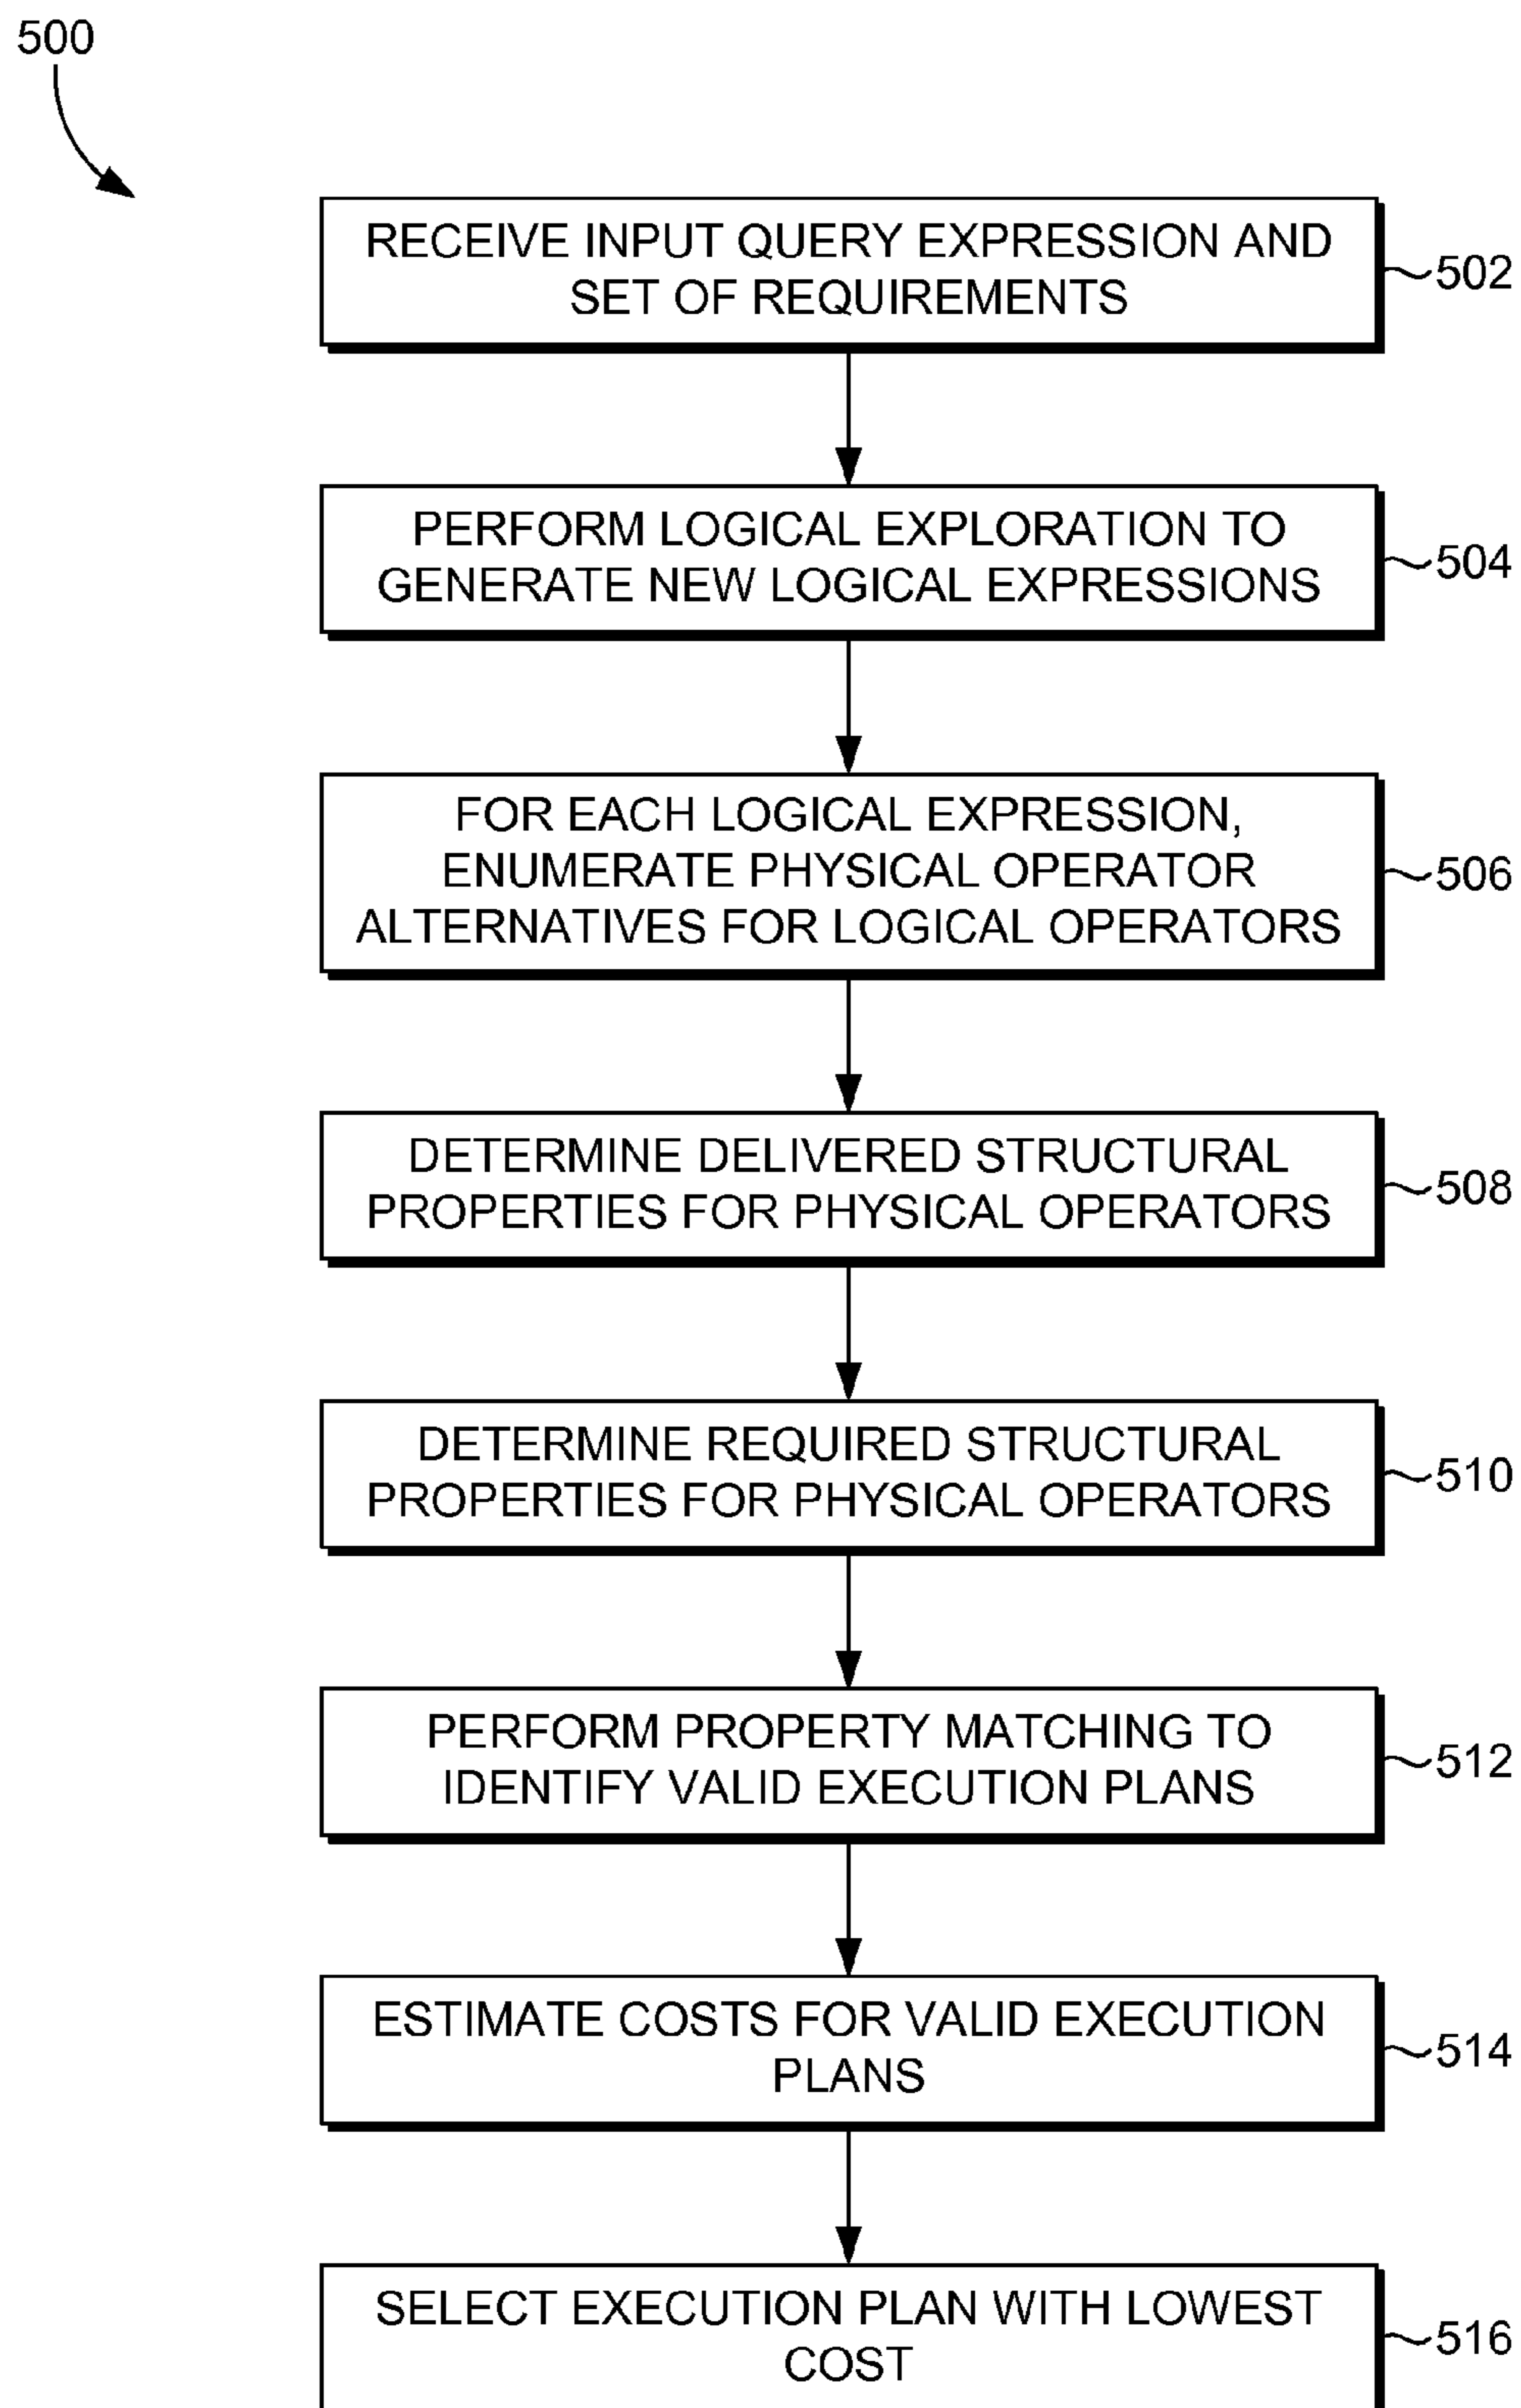 500
RECEIVE INPUT QUERY EXPRESSION AND
SET OF REQUIREMENTS
502
PERFORM LOGICAL EXPLORATION TO
GENERATE NEW LOGICAL EXPRESSIONS
504
FOR EACH LOGICAL EXPRESSION,
ENUMERATE PHYSICAL OPERATOR
ALTERNATIVES FOR LOGICAL OPERATORS
506
DETERMINE DELIVERED STRUCTURAL
PROPERTIES FOR PHYSICAL OPERATORS
508
DETERMINE REQUIRED STRUCTURAL
PROPERTIES FOR PHYSICAL OPERATORS
510
PERFORM PROPERTY MATCHING TO
IDENTIFY VALID EXECUTION PLANS
512
ESTIMATE COSTS FOR VALID EXECUTION
PLANS
514
SELECT EXECUTION PLAN WITH LOWEST
COST
516